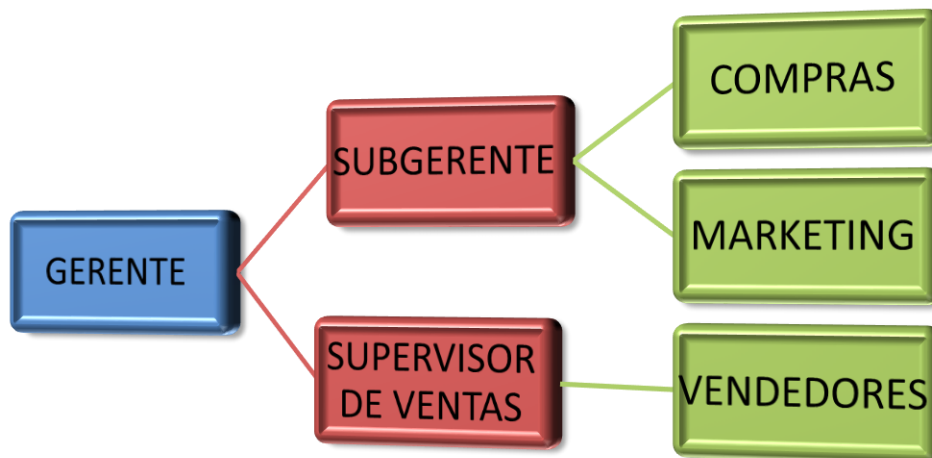 GERENTE
SUBGERENTE
SUPERVISOR
DE VENTAS
COMPRAS
MARKETING
VENDEDORES